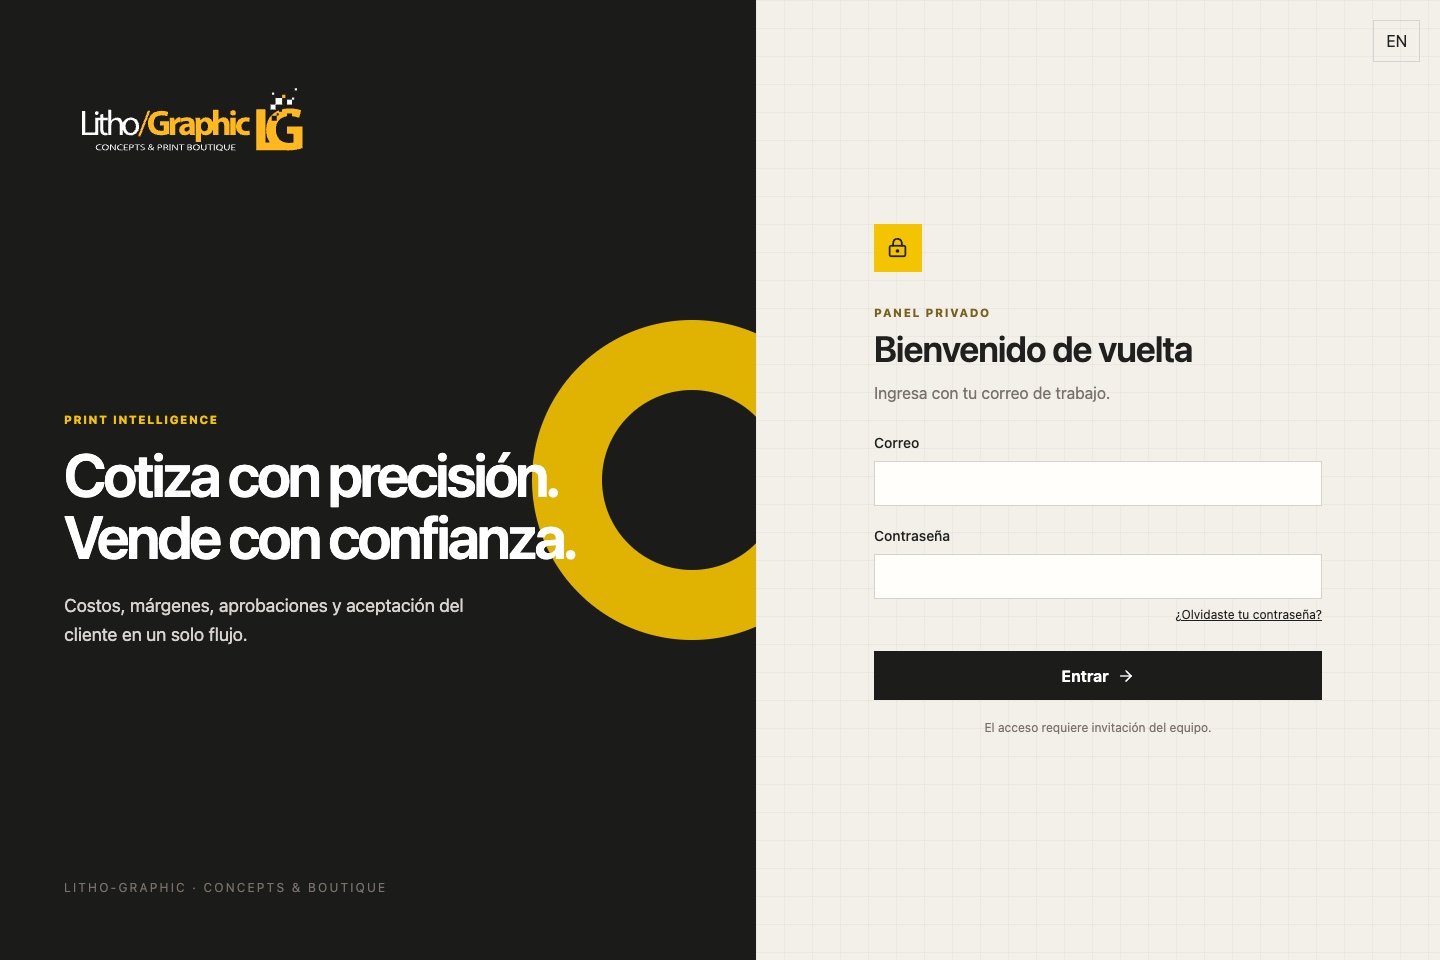 Litho/Graphic LG
CONCEPTS & PRINT BOUTIQUE
PRINT INTELLIGENCE
Cotiza con precisión.
Vende con confianza.
Costos, márgenes, aprobaciones y aceptación del
cliente en un solo flujo.
LITHO-GRAPHIC · CONCEPTS & BOUTIQUE
EN
PANEL PRIVADO
Bienvenido de vuelta
Ingresa con tu correo de trabajo.
Correo
Contraseña
¿Olvidaste tu contraseña?
Entrar →
El acceso requiere invitación del equipo.